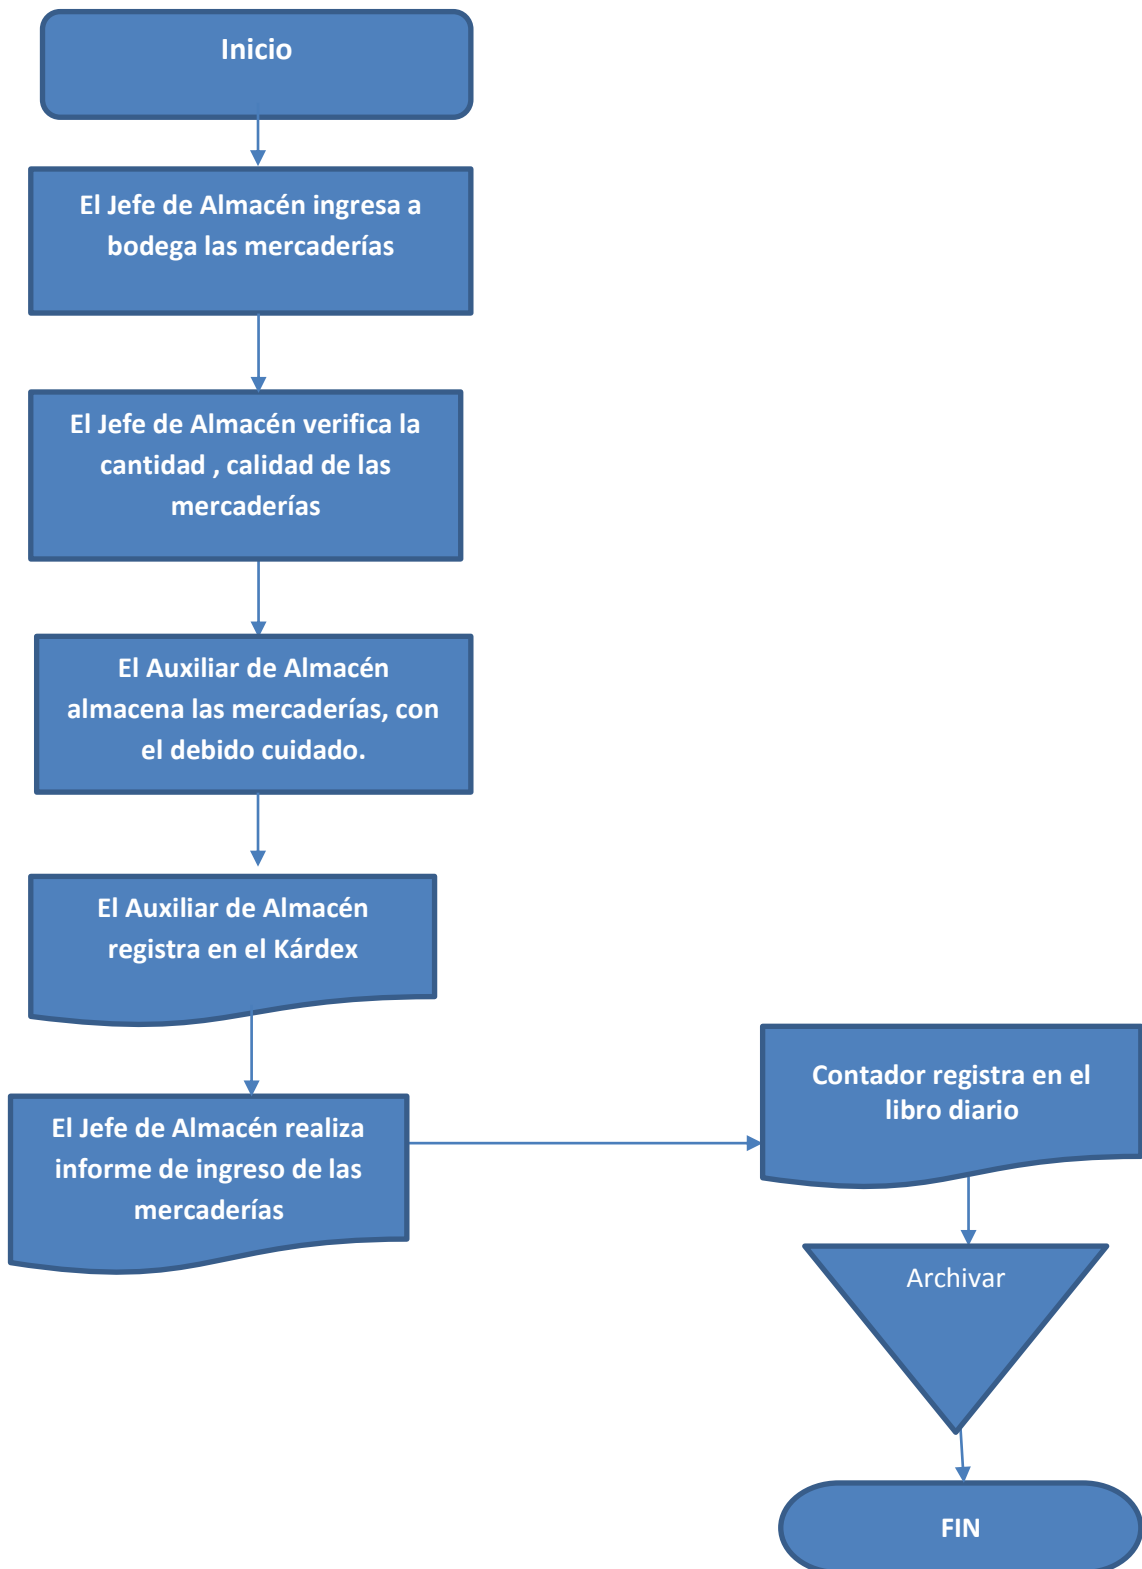 Inicio
El Jefe de Almacén ingresa a
bodega las mercaderías
El Jefe de Almacén verifica la
cantidad , calidad de las
mercaderías
El Auxiliar de Almacén
almacena las mercaderías, con
el debido cuidado.
El Auxiliar de Almacén
registra en el Kárdex
El Jefe de Almacén realiza
informe de ingreso de las
mercaderías
Contador registra en el
libro diario
Archivar
FIN